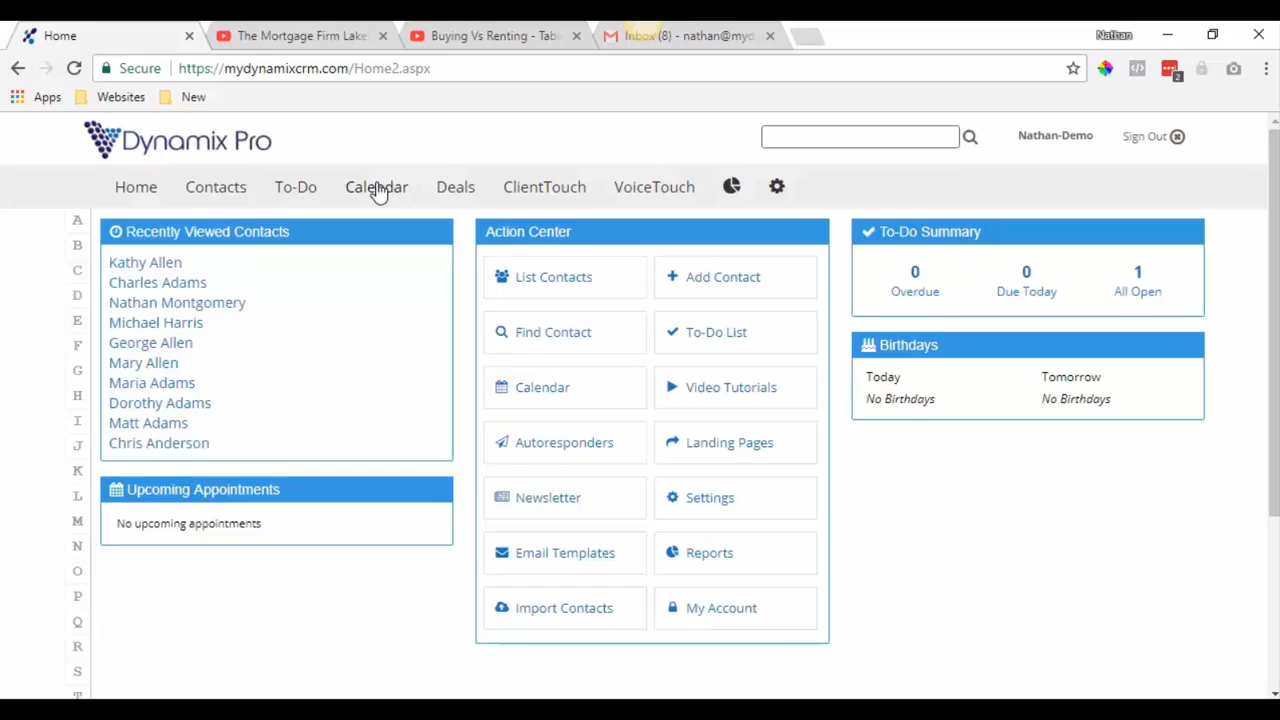 Home
The Mortgage Firm Lake
Buying Vs Renting - Tab
Inbox (8) - nathan@myd
Nathan
Secure
https://mydynamixcrm.com/Home2.aspx
2
Apps
Websites
New
Dynamix Pro
Nathan-Demo
Sign Out
Home
Contacts
To-Do
Calendar
Deals
ClientTouch
VoiceTouch
A
B
C
D
E
F
G
H
I
J
K
L
M
N
O
P
Q
R
S
T
Recently Viewed Contacts
Kathy Allen
Charles Adams
Nathan Montgomery
Michael Harris
George Allen
Mary Allen
Maria Adams
Dorothy Adams
Matt Adams
Chris Anderson
Upcoming Appointments
No upcoming appointments
Action Center
List Contacts
Add Contact
Find Contact
To-Do List
Calendar
Video Tutorials
Autoresponders
Landing Pages
Newsletter
Settings
Email Templates
Reports
Import Contacts
My Account
To-Do Summary
0
Overdue
0
Due Today
1
All Open
Birthdays
Today
No Birthdays
Tomorrow
No Birthdays